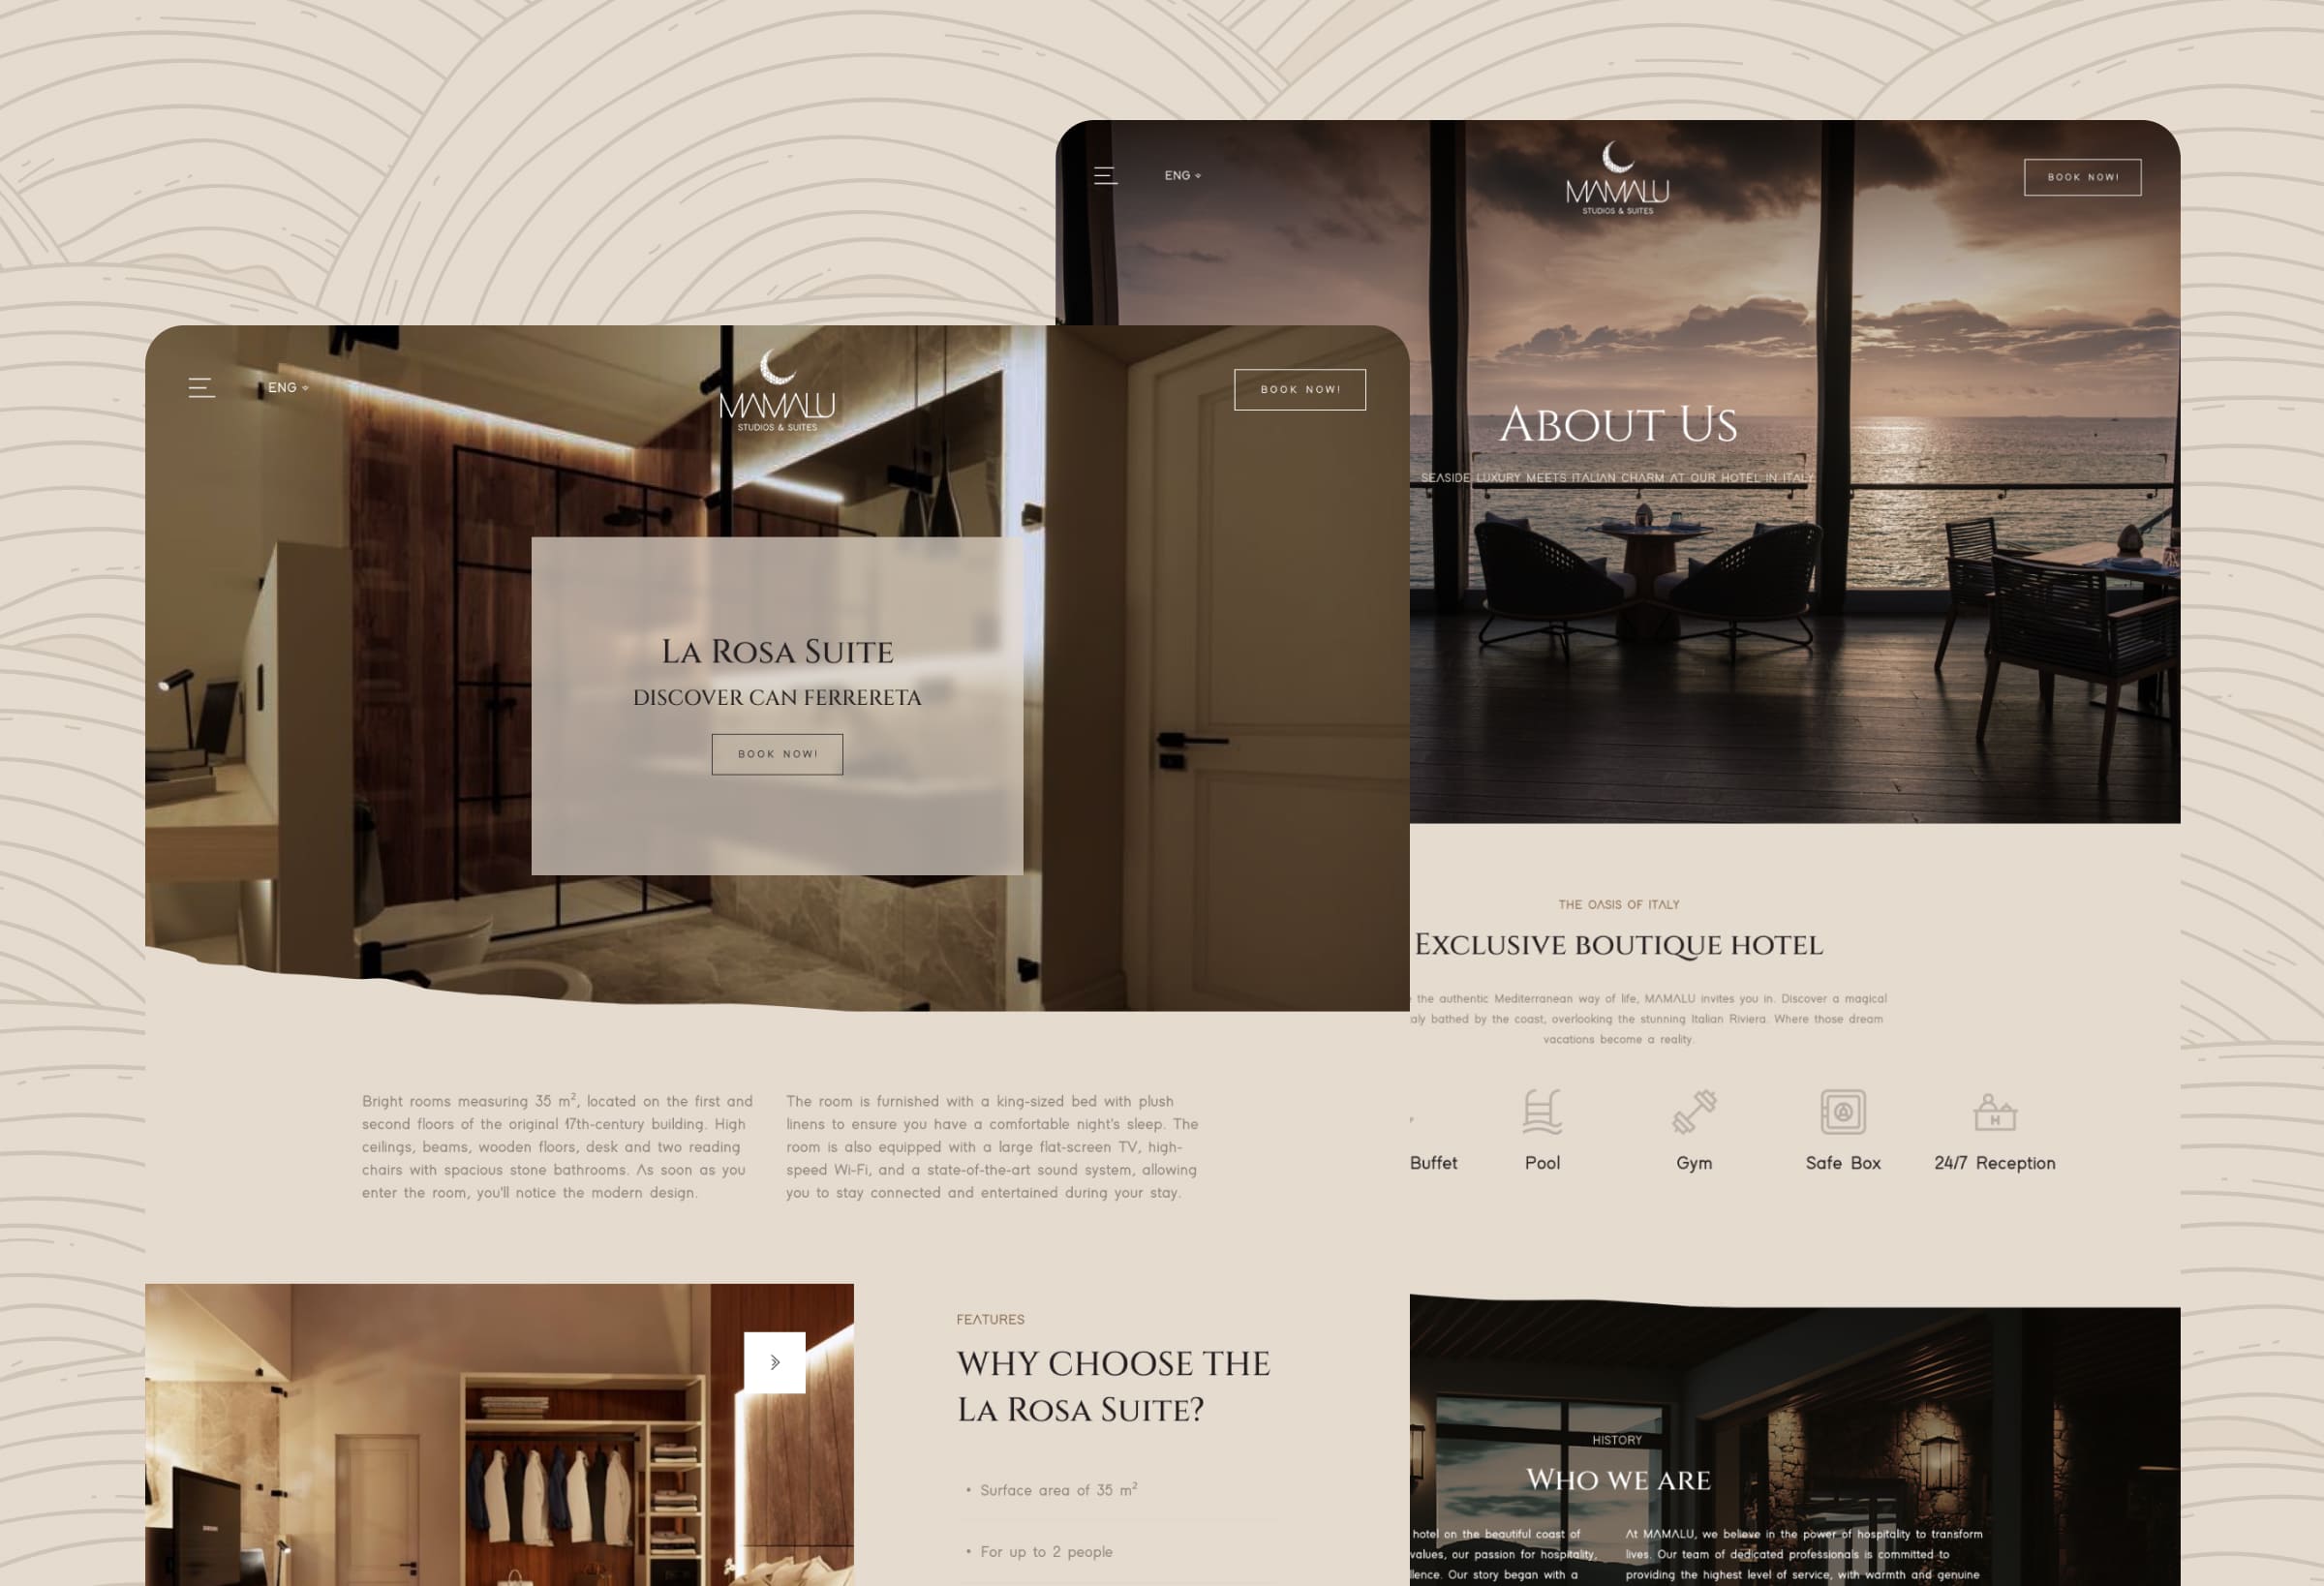 ENG
MAMALU
STUDIOS & SUITES
BOOK NOW!
About Us
SEASIDE LUXURY MEETS ITALIAN CHARM AT OUR HOTEL IN ITALY
THE OASIS OF ITALY
Exclusive boutique hotel
the authentic Mediterranean way of life, MAMALU invites you in. Discover a magical
bathed by the coast, overlooking the stunning Italian Riviera. Where those dream
vacations become a reality.
Buffet
Pool
Gym
Safe Box
24/7 Reception
H
HISTORY
Who we are
hotel on the beautiful coast of
values, our passion for hospitality,
Our story began with a
At MAMALU, we believe in the power of hospitality to transform
lives. Our team of dedicated professionals is committed to
providing the highest level of service, with warmth and genuine
ENG
MAMALU
STUDIOS & SUITES
BOOK NOW!
La Rosa Suite
DISCOVER CAN FERRERETA
BOOK NOW!
Bright rooms measuring 35 m², located on the first and
second floors of the original 17th-century building. High
ceilings, beams, wooden floors, desk and two reading
chairs with spacious stone bathrooms. As soon as you
enter the room, you'll notice the modern design.
The room is furnished with a king-sized bed with plush
linens to ensure you have a comfortable night's sleep. The
room is also equipped with a large flat-screen TV, high-
speed Wi-Fi, and a state-of-the-art sound system, allowing
you to stay connected and entertained during your stay.
FEATURES
WHY CHOOSE THE
La Rosa Suite?
• Surface area of 35 m²
• For up to 2 people